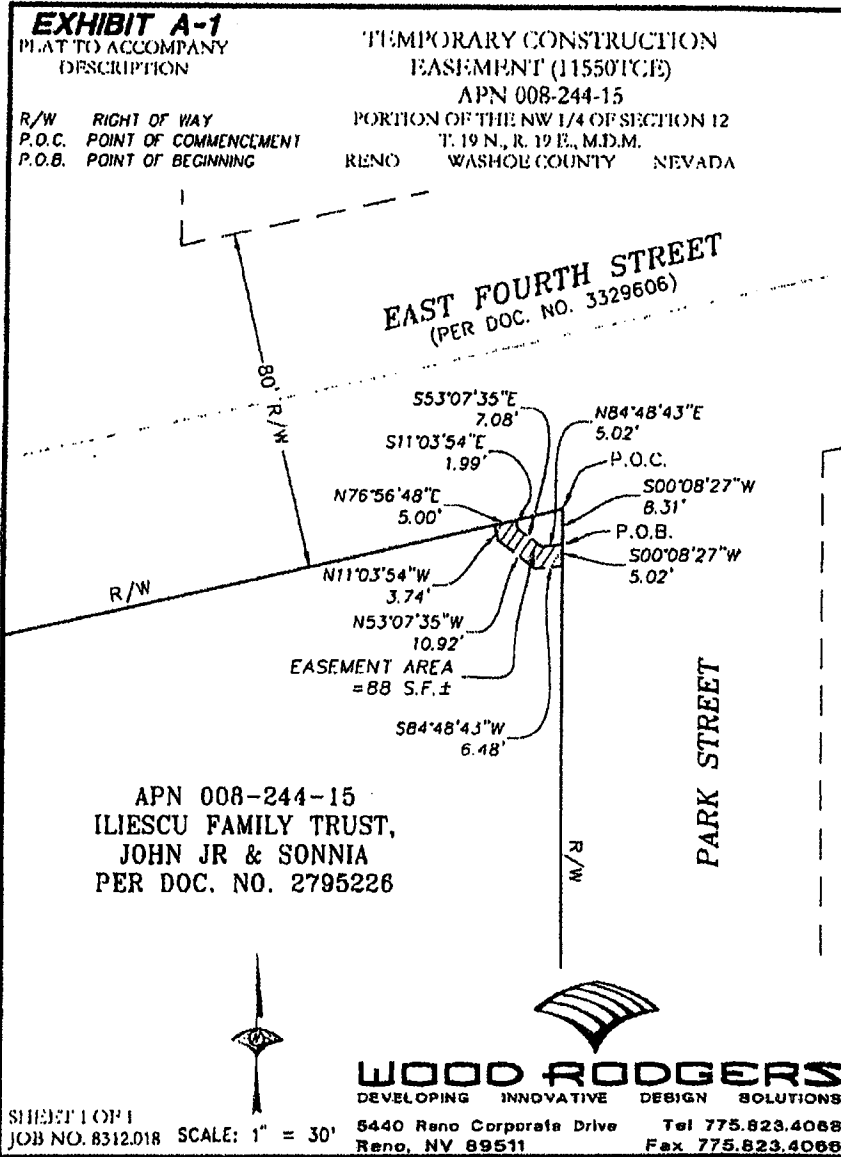 EXHIBIT A-1
PLAT TO ACCOMPANY
DESCRIPTION
R/W RIGHT OF WAY
P.O.C. POINT OF COMMENCEMENT
P.O.B. POINT OF BEGINNING
TEMPORARY CONSTRUCTION
EASEMENT (11550TCE)
APN 008-244-15
PORTION OF THE NW 1/4 OF SECTION 12
T. 19 N., R. 19 E., M.D.M.
RENO WASHOE COUNTY NEVADA
EAST FOURTH STREET
(PER DOC. NO. 3329606)
80' R/W
S53°07'35"E
7.08'
N84°48'43"E
5.02'
S11°03'54"E
1.99'
P.O.C.
S00°08'27"W
8.31'
N76°56'48"E
5.00'
P.O.B.
S00°08'27"W
5.02'
N11°03'54"W
3.74'
R/W
N53°07'35"W
10.92'
EASEMENT AREA
=88 S.F.±
S84°48'43"W
6.48'
PARK STREET
R/W
APN 008-244-15
ILIESCU FAMILY TRUST,
JOHN JR & SONNIA
PER DOC. NO. 2795226
WOOD RODGERS
DEVELOPING INNOVATIVE DESIGN SOLUTIONS
5440 Reno Corporate Drive Tel 775.823.4068
Reno, NV 89511 Fax 775.823.4066
SHEET 1 OF 1
JOB NO. 8312.018 SCALE: 1" = 30'